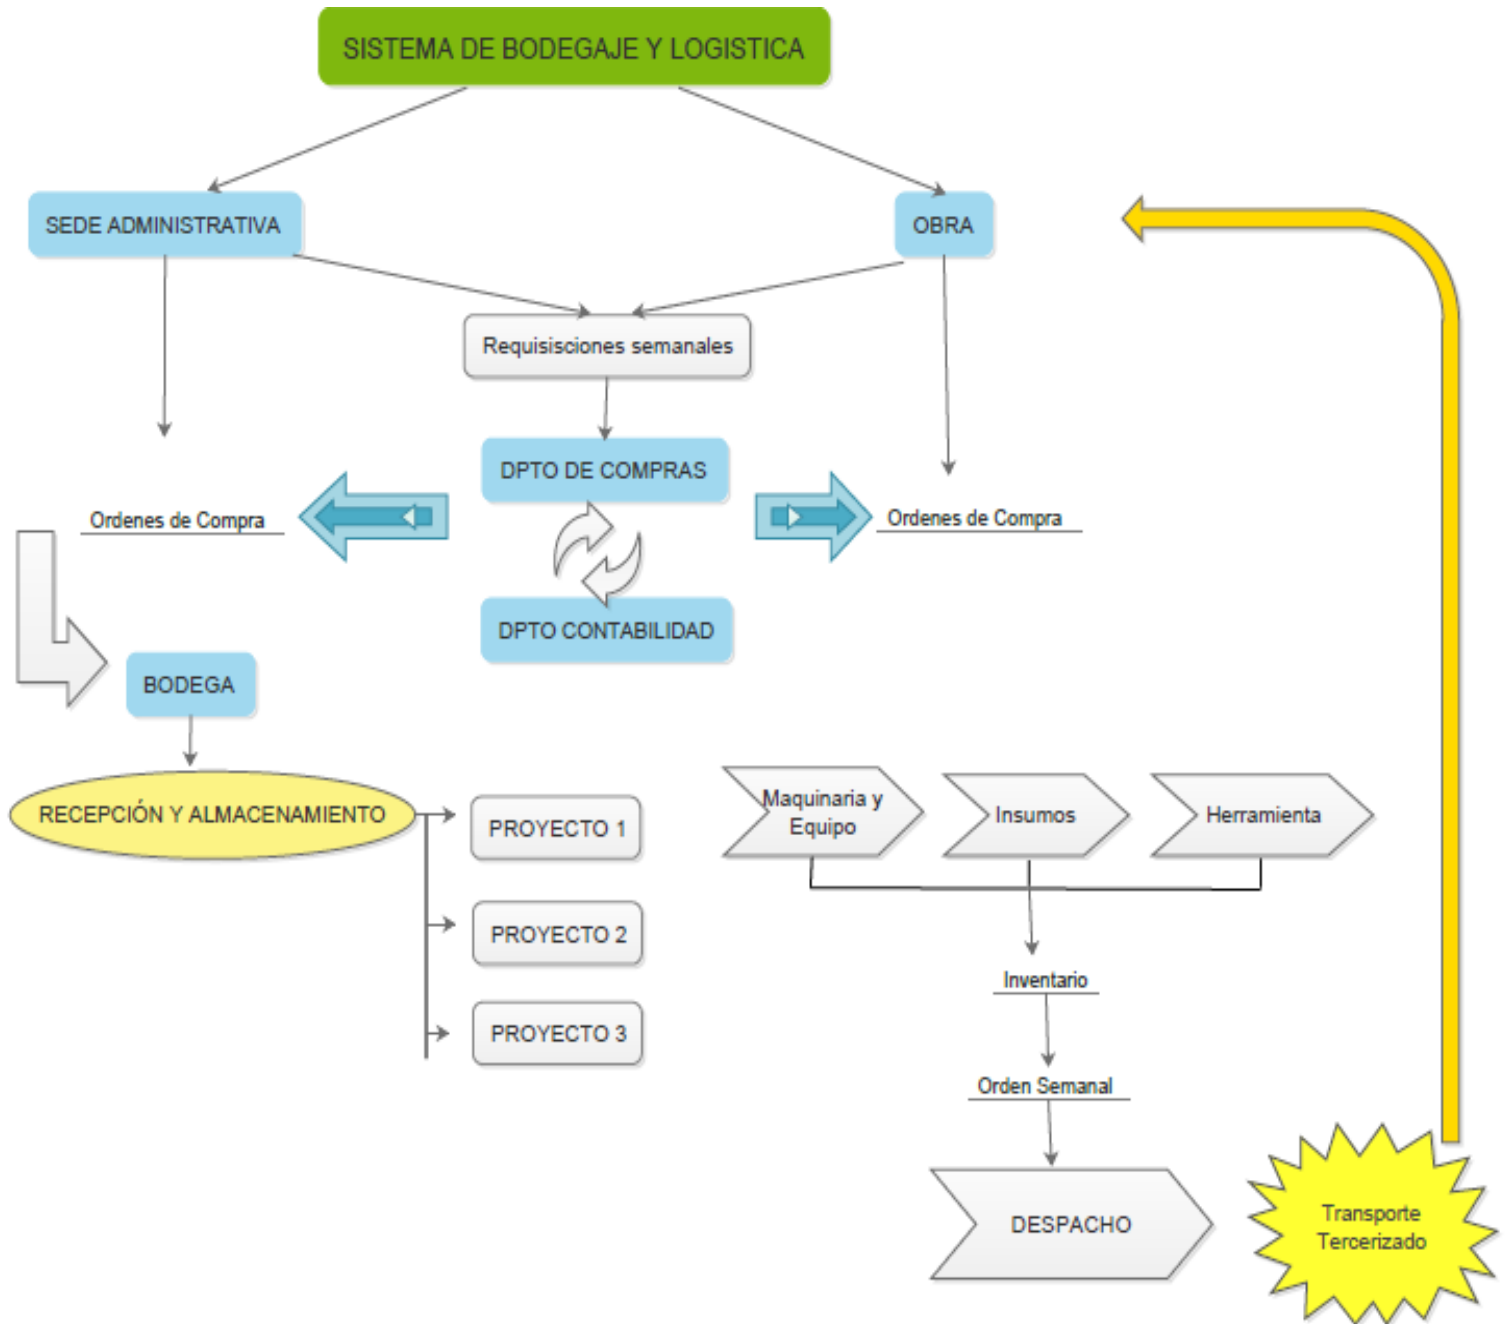 SISTEMA DE BODEGAJE Y LOGISTICA
SEDE ADMINISTRATIVA
OBRA
Requisisciones semanales
DPTO DE COMPRAS
Ordenes de Compra
Ordenes de Compra
DPTO CONTABILIDAD
BODEGA
RECEPCIÓN Y ALMACENAMIENTO
PROYECTO 1
PROYECTO 2
PROYECTO 3
Maquinaria y
Equipo
Insumos
Herramienta
Inventario
Orden Semanal
DESPACHO
Transporte
Tercerizado